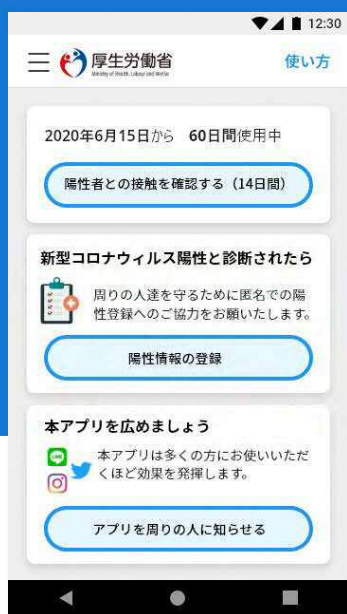 12:30
厚生労働省
Ministry of Health, Labour and Welfare
使い方
2020年6月15日から 60日間使用中
陽性者との接触を確認する（14日間）
新型コロナウィルス陽性と診断されたら
周りの人達を守るために匿名での陽
性登録へのご協力をお願いいたします。
陽性情報の登録
本アプリを広めましょう
LINE
本アプリは多くの方にお使いいただ
くほど効果を発揮します。
アプリを周りの人に知らせる